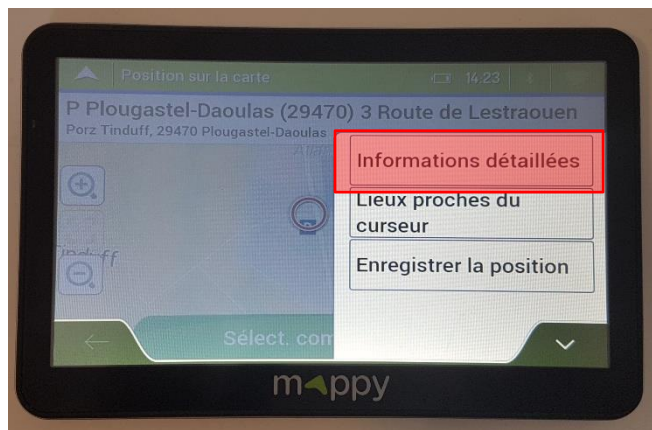 Position sur la carte
14:23
P Plougastel-Daoulas (29470) 3 Route de Lestraouen
Porz Tinduff, 29470 Plougastel-Daoulas
Informations détaillées
Lieux proches du
curseur
Enregistrer la position
Sélect. com
mappy